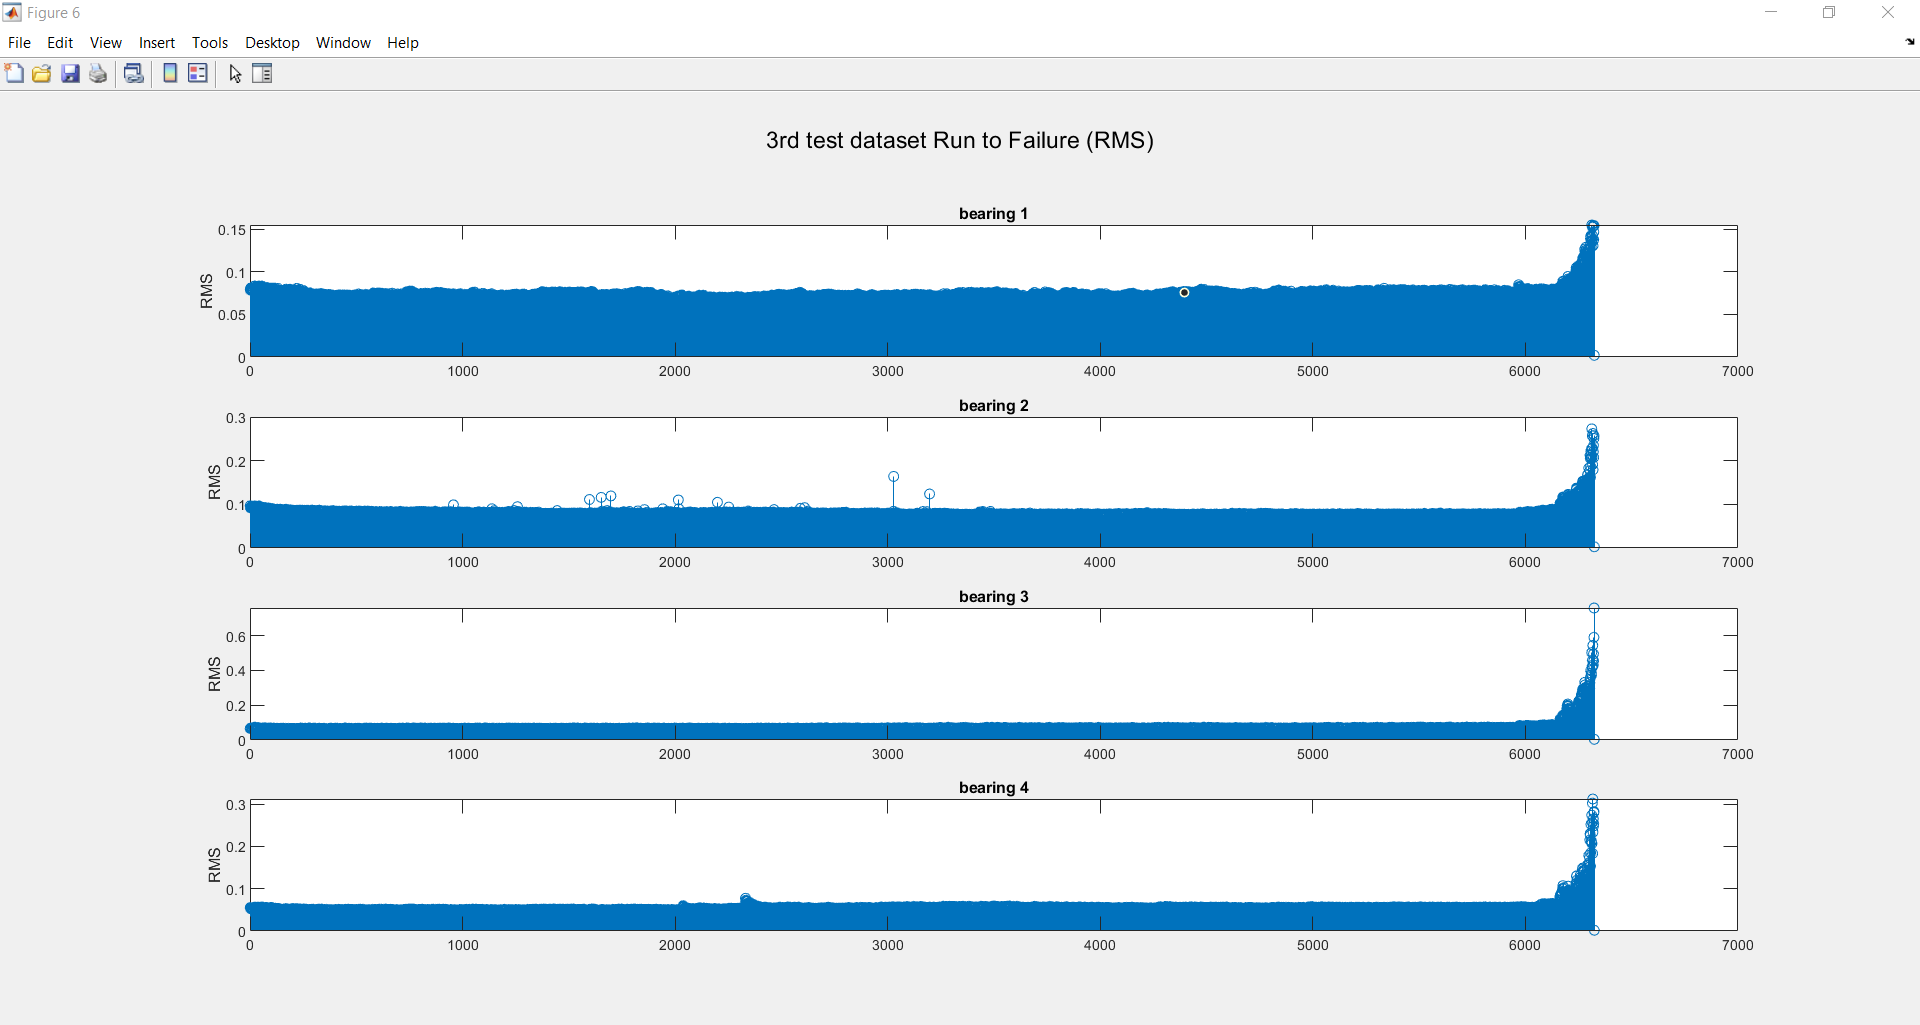 Figure 6
File Edit View Insert Tools Desktop Window Help
3rd test dataset Run to Failure (RMS)
bearing 1
RMS
0.15
0.1
0.05
0
0 1000 2000 3000 4000 5000 6000 7000
bearing 2
RMS
0.3
0.2
0.1
0
0 1000 2000 3000 4000 5000 6000 7000
bearing 3
RMS
0.6
0.4
0.2
0
0 1000 2000 3000 4000 5000 6000 7000
bearing 4
RMS
0.3
0.2
0.1
0
0 1000 2000 3000 4000 5000 6000 7000